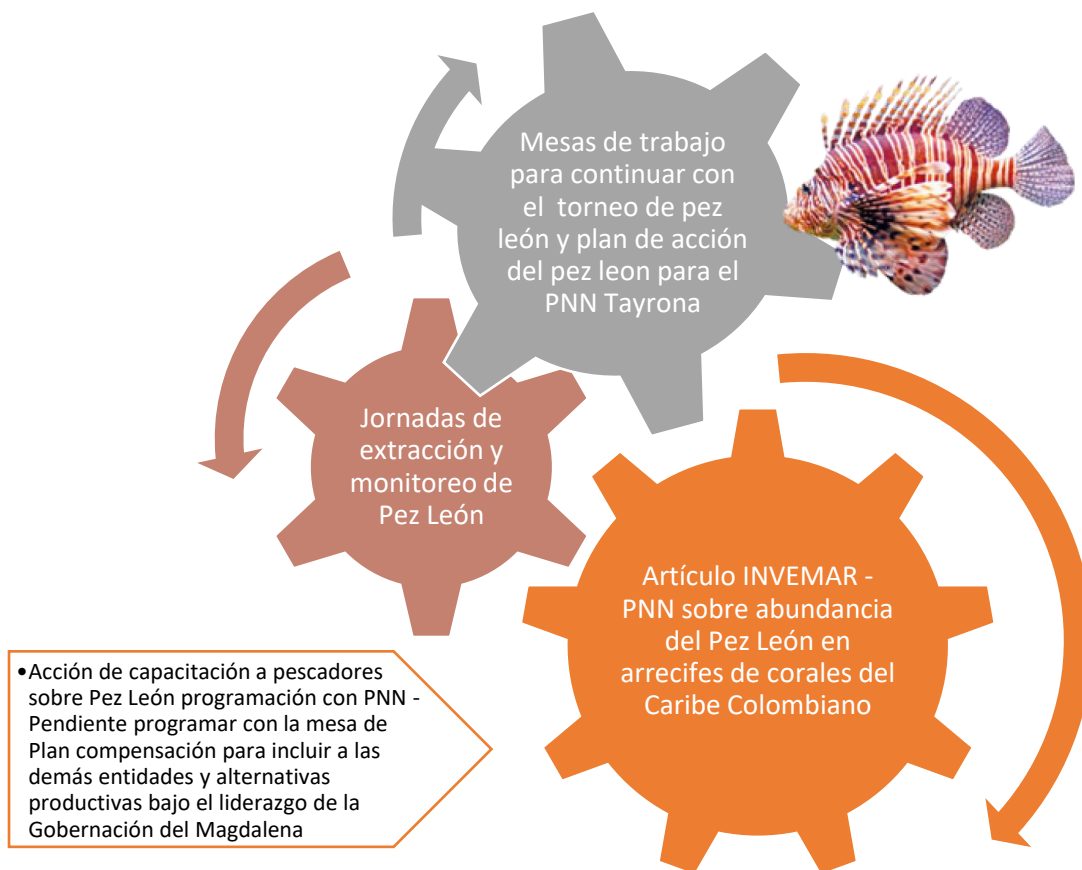 Mesas de trabajo
para continuar con
el torneo de pez
león y plan de acción
del pez leon para el
PNN Tayrona
Jornadas de
extracción y
monitoreo de
Pez León
Artículo INVEMAR -
PNN sobre abundancia
del Pez León en
arrecifes de corales del
Caribe Colombiano
•Acción de capacitación a pescadores
sobre Pez León programación con PNN -
Pendiente programar con la mesa de
Plan compensación para incluir a las
demás entidades y alternativas
productivas bajo el liderazgo de la
Gobernación del Magdalena